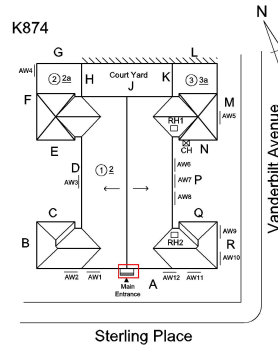 K874
N
G
L
AW4
2 2a
H
Court Yard
J
K
3 3a
F
M
RH1
AW5
E
CH
N
D
AW3
1 2
AW6
AW7
P
AW8
C
Q
B
RH2
AW9
R
AW10
AW2
AW1
Main
Entrance
A
AW12
AW11
Vanderbilt Avenue
Sterling Place